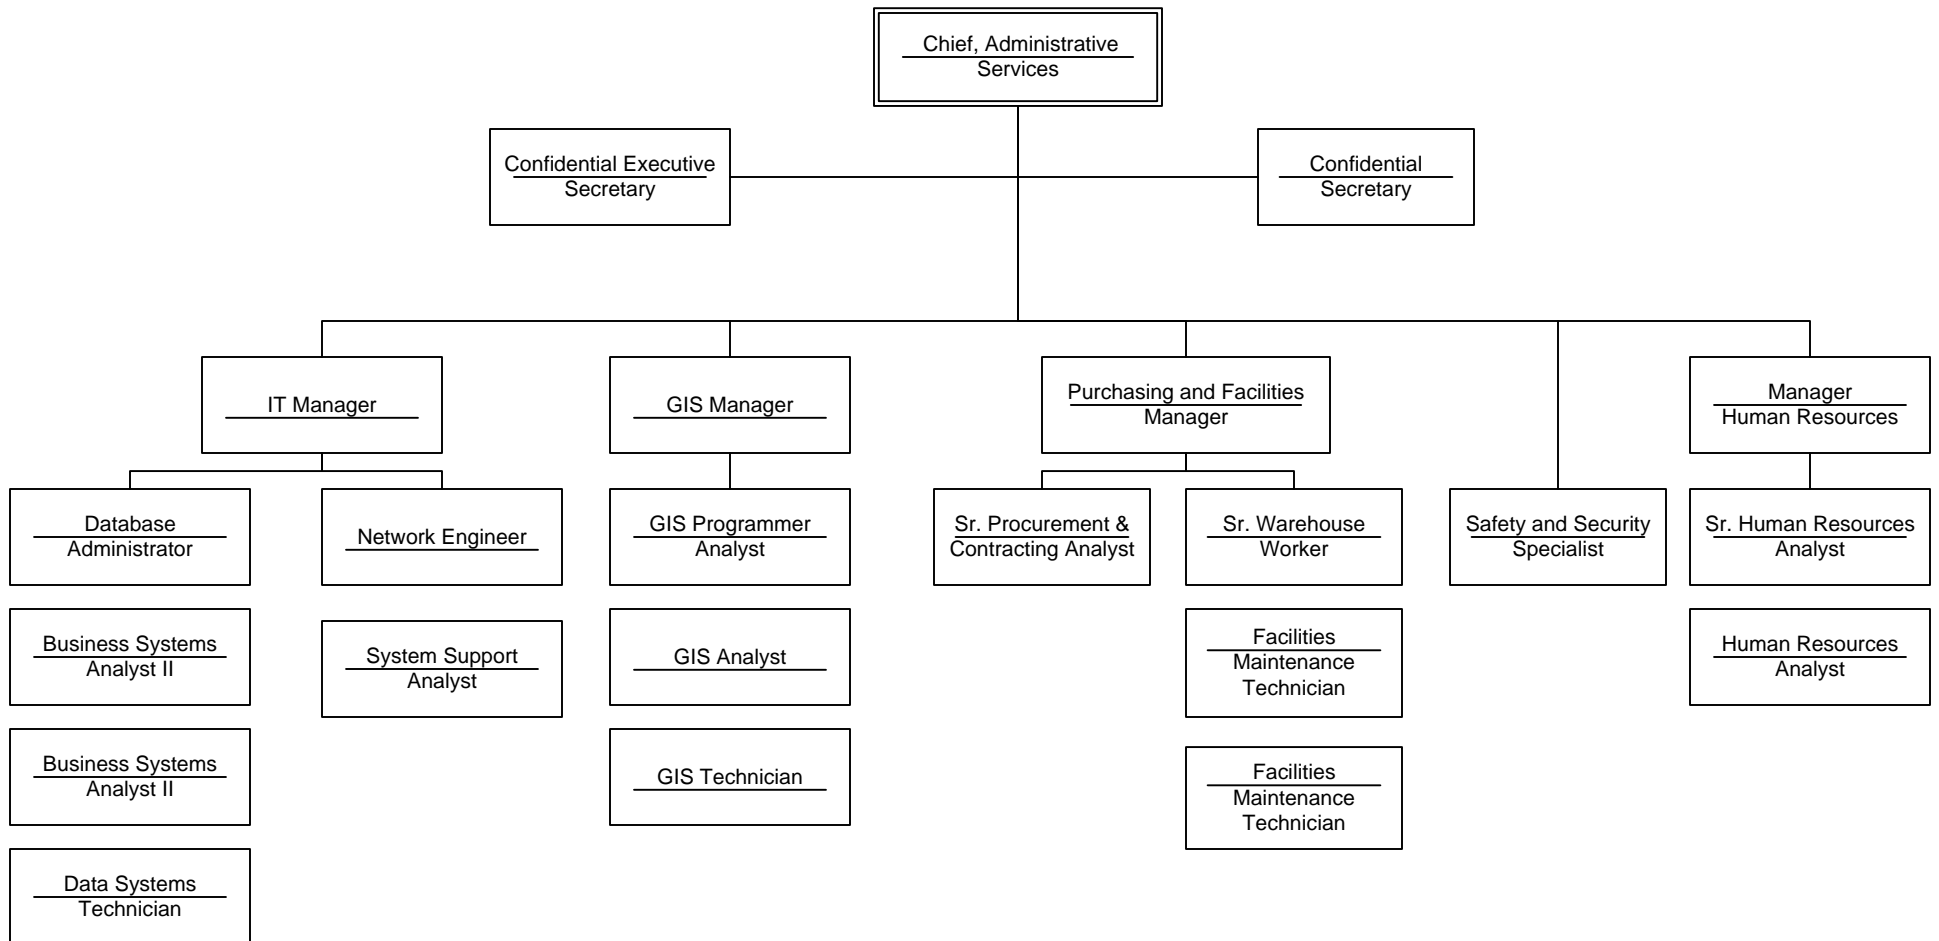 Chief, Administrative
Services
Confidential Executive
Secretary
Confidential
Secretary
IT Manager
GIS Manager
Purchasing and Facilities
Manager
Manager
Human Resources
Database
Administrator
Network Engineer
GIS Programmer
Analyst
Sr. Procurement &
Contracting Analyst
Sr. Warehouse
Worker
Safety and Security
Specialist
Sr. Human Resources
Analyst
Business Systems
Analyst II
System Support
Analyst
GIS Analyst
Facilities
Maintenance
Technician
Human Resources
Analyst
Business Systems
Analyst II
GIS Technician
Facilities
Maintenance
Technician
Data Systems
Technician